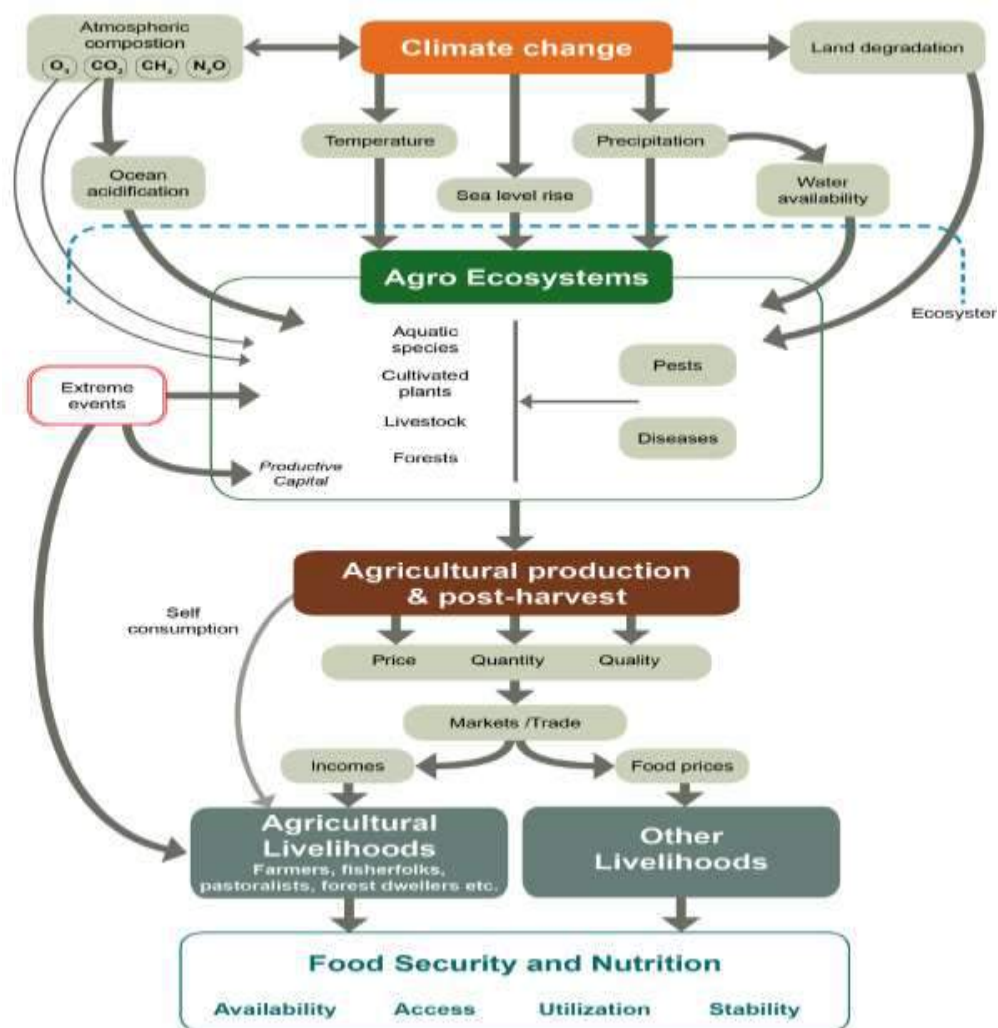 Atmospheric
compostion
O₃ CO₂ CH₄ N₂O
Climate change
Land degradation
Temperature
Precipitation
Ocean
acidification
Sea level rise
Water
availability
Agro Ecosystems
Ecosyster
Aquatic
species
Cultivated
plants
Livestock
Forests
Pests
Diseases
Extreme
events
Productive
Capital
Agricultural production
& post-harvest
Self
consumption
Price Quantity Quality
Markets /Trade
Incomes
Food prices
Agricultural
Livelihoods
Farmers, fisherfolks,
pastoralists, forest dwellers etc.
Other
Livelihoods
Food Security and Nutrition
Availability Access Utilization Stability